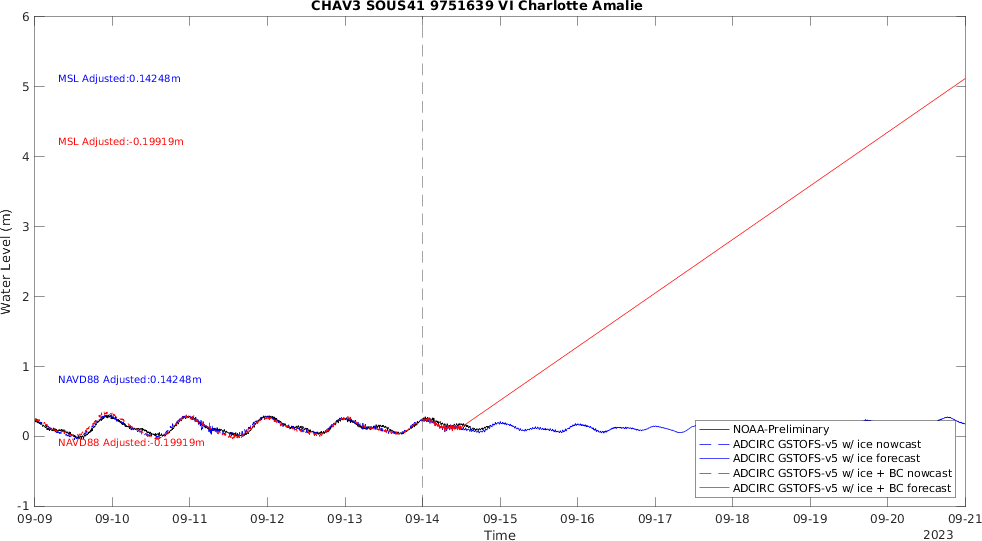 CHAV3 SOUS41 9751639 VI Charlotte Amalie
6
5
4
3
2
1
0
-1
Water Level (m)
MSL Adjusted:0.14248m
MSL Adjusted:-0.19919m
NAVD88 Adjusted:0.14248m
NAVD88 Adjusted:-0.19919m
NOAA-Preliminary
ADCIRC GSTOFS-v5 w/ ice nowcast
ADCIRC GSTOFS-v5 w/ ice forecast
ADCIRC GSTOFS-v5 w/ ice + BC nowcast
ADCIRC GSTOFS-v5 w/ ice + BC forecast
09-09 09-10 09-11 09-12 09-13 09-14 09-15 09-16 09-17 09-18 09-19 09-20 09-21
Time
2023